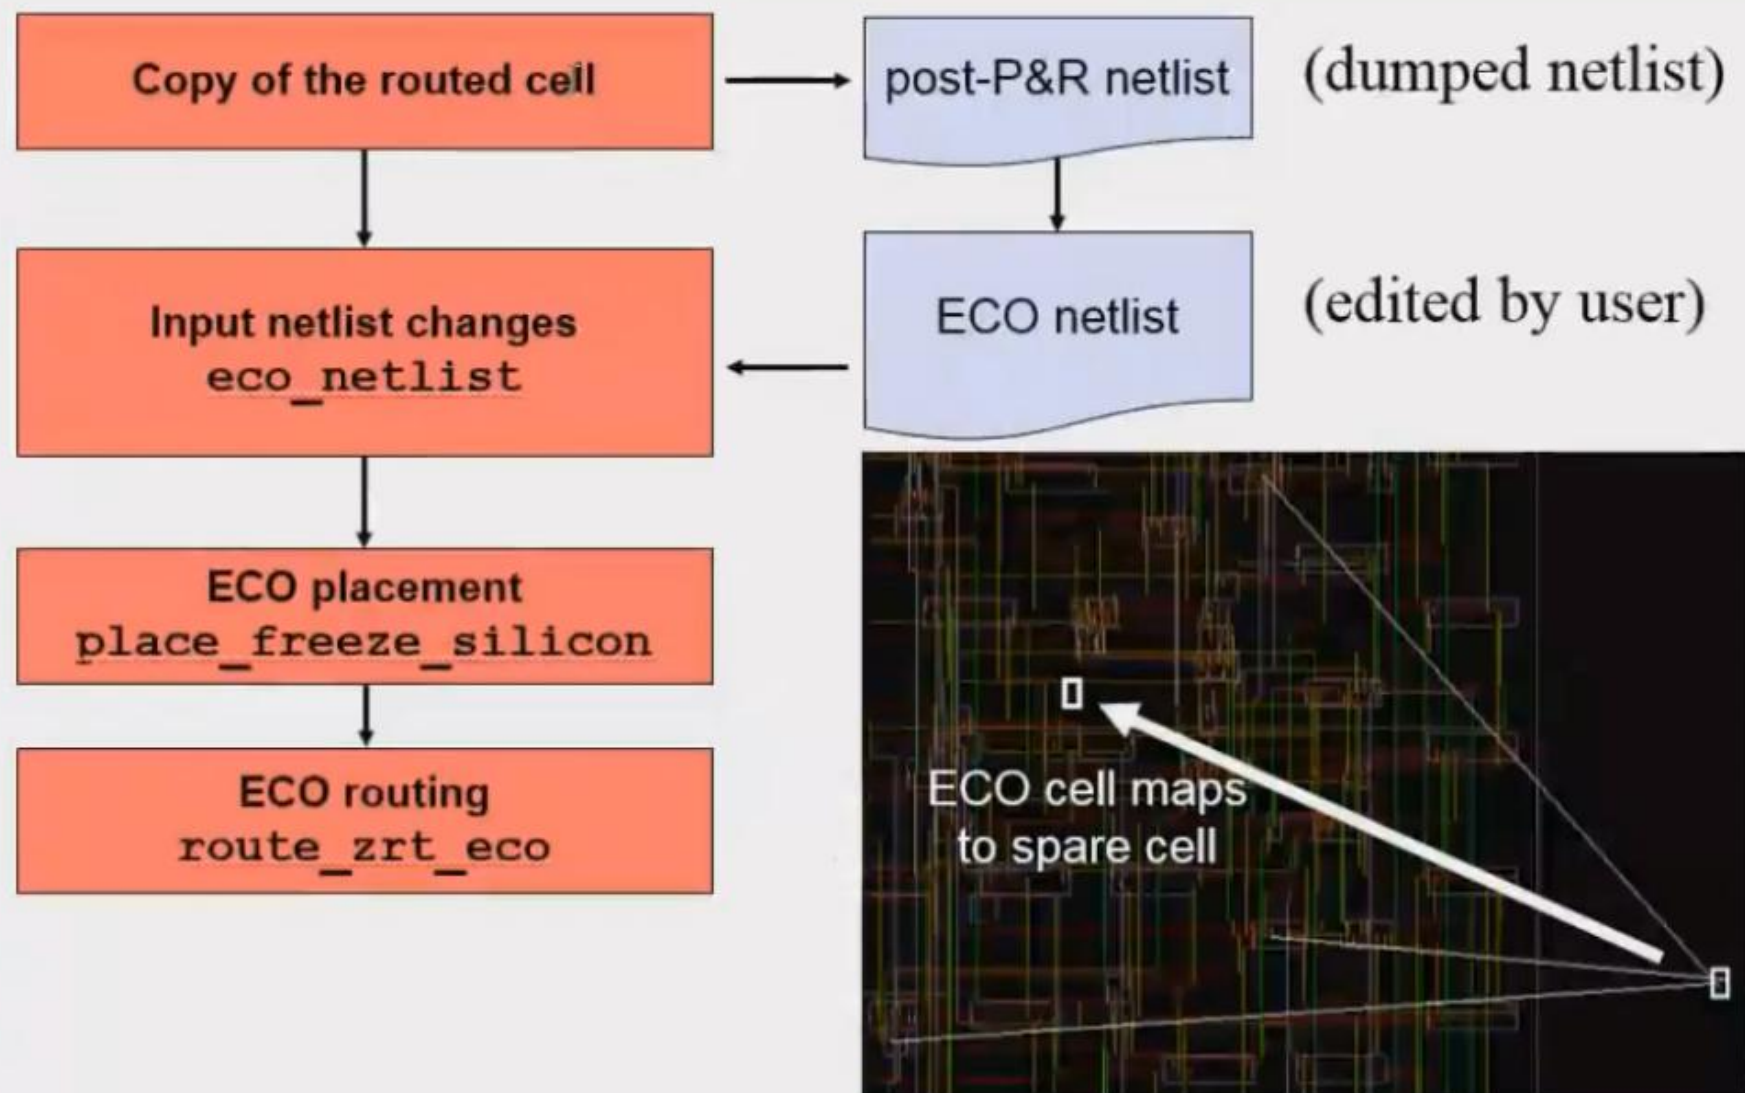 Copy of the routed cell
post-P&R netlist
(dumped netlist)
Input netlist changes
eco_netlist
ECO netlist
(edited by user)
ECO placement
place_freeze_silicon
ECO routing
route_zrt_eco
ECO cell maps
to spare cell